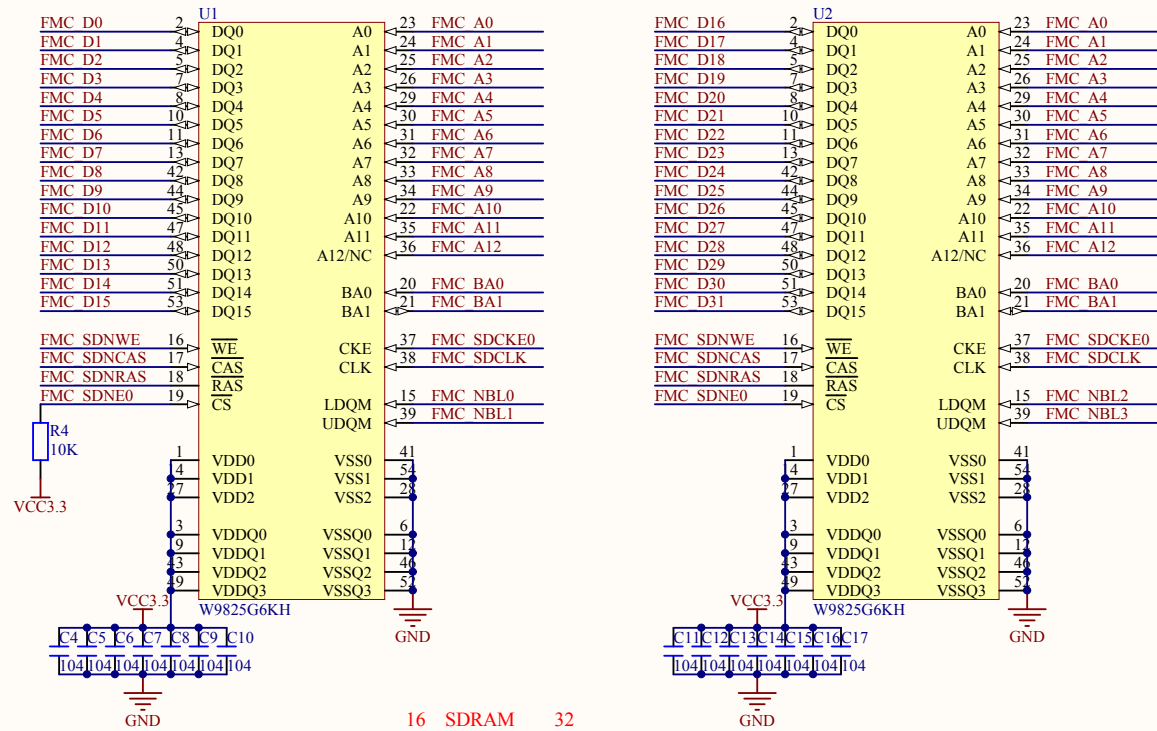 U1
FMC_D0 2 DQ0 A0 23 FMC_A0
FMC_D1 4 DQ1 A1 24 FMC_A1
FMC_D2 5 DQ2 A2 25 FMC_A2
FMC_D3 7 DQ3 A3 26 FMC_A3
FMC_D4 8 DQ4 A4 29 FMC_A4
FMC_D5 10 DQ5 A5 30 FMC_A5
FMC_D6 11 DQ6 A6 31 FMC_A6
FMC_D7 13 DQ7 A7 32 FMC_A7
FMC_D8 42 DQ8 A8 33 FMC_A8
FMC_D9 44 DQ9 A9 34 FMC_A9
FMC_D10 45 DQ10 A10 22 FMC_A10
FMC_D11 47 DQ11 A11 35 FMC_A11
FMC_D12 48 DQ12 A12/NC 36 FMC_A12
FMC_D13 50 DQ13
FMC_D14 51 DQ14 BA0 20 FMC_BA0
FMC_D15 53 DQ15 BA1 21 FMC_BA1
FMC_SDNWE 16 WE CKE 37 FMC_SDCKE0
FMC_SDNCAS 17 CAS CLK 38 FMC_SDCLK
FMC_SDNRAS 18 RAS
FMC_SDNE0 19 CS LDQM 15 FMC_NBL0
UDQM 39 FMC_NBL1
R4
10K
VCC3.3
1 VDD0 VSS0 41
14 VDD1 VSS1 54
27 VDD2 VSS2 28
3 VDDQ0 VSSQ0 6
9 VDDQ1 VSSQ1 12
43 VDDQ2 VSSQ2 46
49 VDDQ3 VSSQ3 52
W9825G6KH
GND
VCC3.3
C4 C5 C6 C7 C8 C9 C10
104 104 104 104 104 104 104
GND
U2
FMC_D16 2 DQ0 A0 23 FMC_A0
FMC_D17 4 DQ1 A1 24 FMC_A1
FMC_D18 5 DQ2 A2 25 FMC_A2
FMC_D19 7 DQ3 A3 26 FMC_A3
FMC_D20 8 DQ4 A4 29 FMC_A4
FMC_D21 10 DQ5 A5 30 FMC_A5
FMC_D22 11 DQ6 A6 31 FMC_A6
FMC_D23 13 DQ7 A7 32 FMC_A7
FMC_D24 42 DQ8 A8 33 FMC_A8
FMC_D25 44 DQ9 A9 34 FMC_A9
FMC_D26 45 DQ10 A10 22 FMC_A10
FMC_D27 47 DQ11 A11 35 FMC_A11
FMC_D28 48 DQ12 A12/NC 36 FMC_A12
FMC_D29 50 DQ13
FMC_D30 51 DQ14 BA0 20 FMC_BA0
FMC_D31 53 DQ15 BA1 21 FMC_BA1
FMC_SDNWE 16 WE CKE 37 FMC_SDCKE0
FMC_SDNCAS 17 CAS CLK 38 FMC_SDCLK
FMC_SDNRAS 18 RAS
FMC_SDNE0 19 CS LDQM 15 FMC_NBL2
UDQM 39 FMC_NBL3
1 VDD0 VSS0 41
14 VDD1 VSS1 54
27 VDD2 VSS2 28
3 VDDQ0 VSSQ0 6
9 VDDQ1 VSSQ1 12
43 VDDQ2 VSSQ2 46
49 VDDQ3 VSSQ3 52
W9825G6KH
GND
VCC3.3
C11 C12 C13 C14 C15 C16 C17
104 104 104 104 104 104 104
GND
16 SDRAM 32